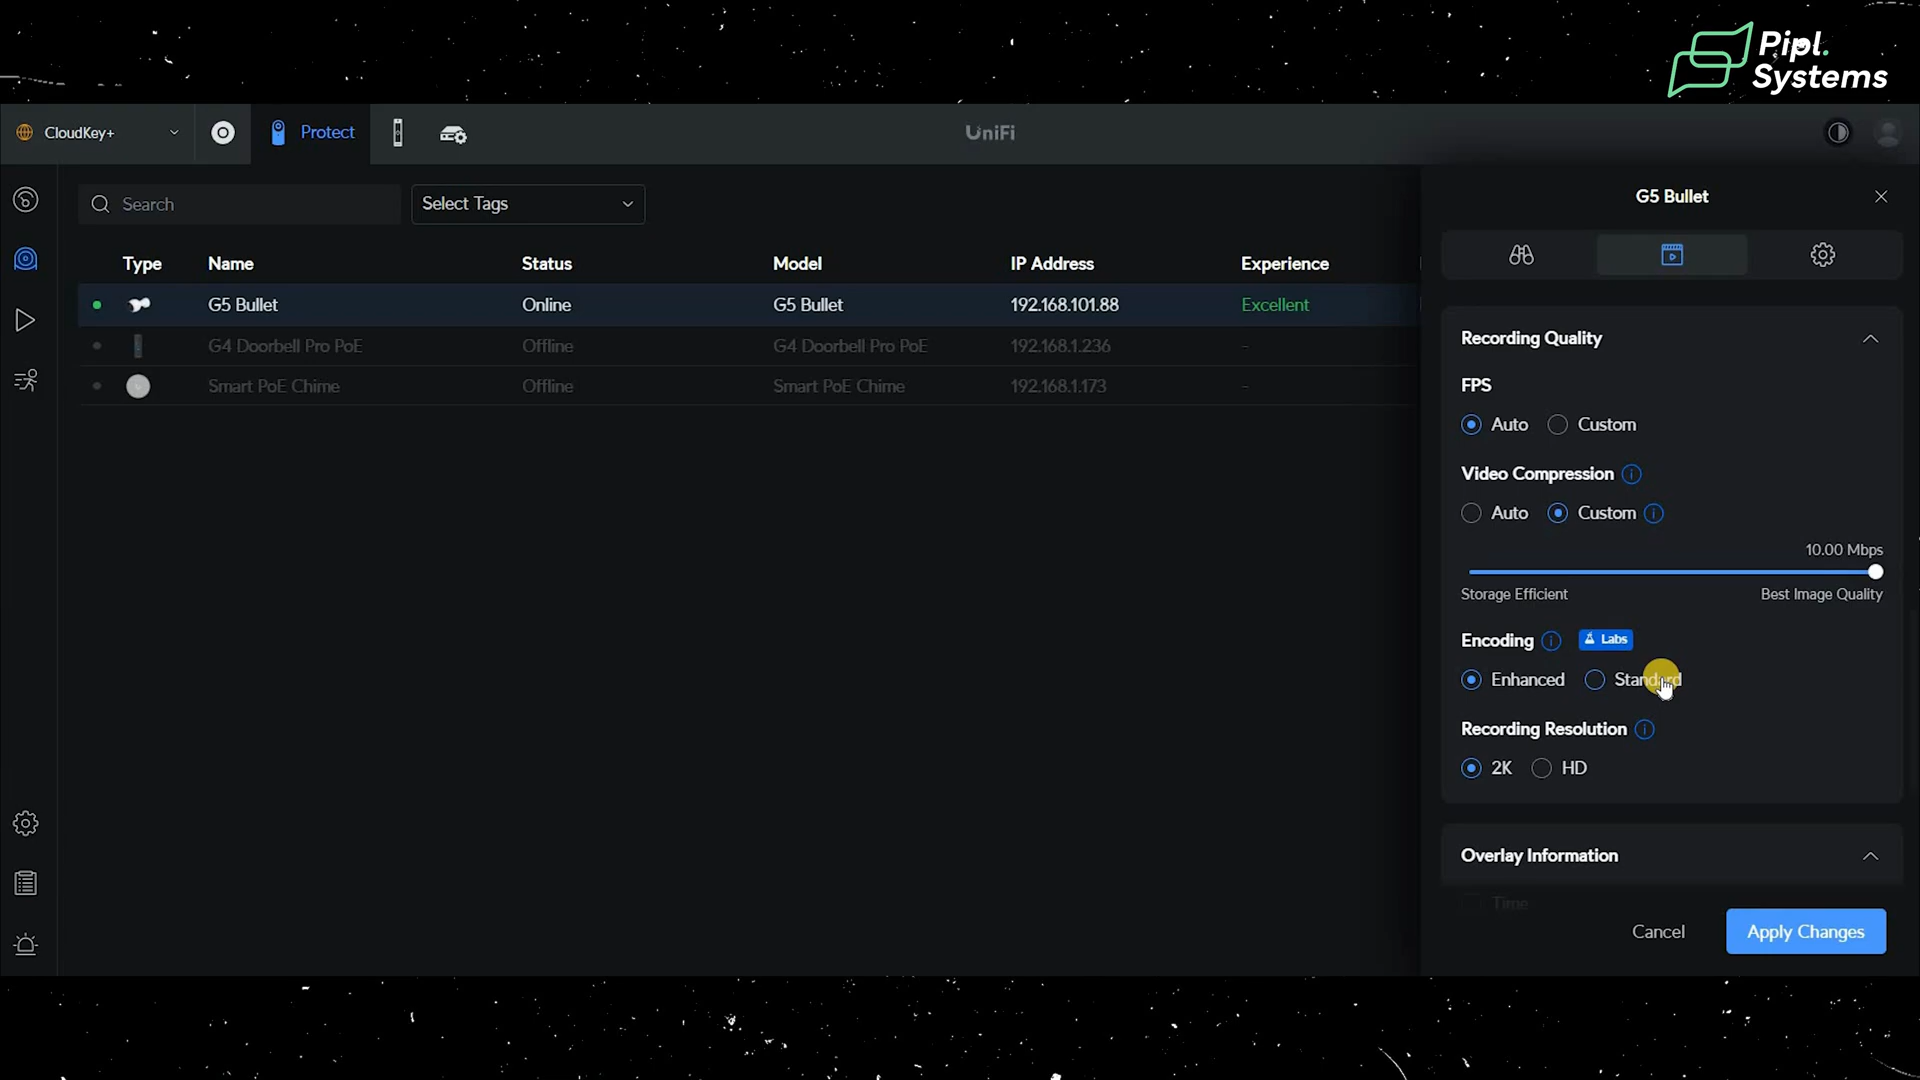 Pipl.
Systems
CloudKey+
Protect
UniFi
Search
Select Tags
G5 Bullet
Type Name Status Model IP Address Experience
G5 Bullet Online G5 Bullet 192.168.101.88 Excellent
G4 Doorbell Pro PoE Offline G4 Doorbell Pro PoE 192.168.1.236 -
Smart PoE Chime Offline Smart PoE Chime 192.168.1.173 -
Recording Quality
FPS
Auto Custom
Video Compression
Auto Custom
10.00 Mbps
Storage Efficient Best Image Quality
Encoding Labs
Enhanced Standard
Recording Resolution
2K HD
Overlay Information
Time
Cancel Apply Changes